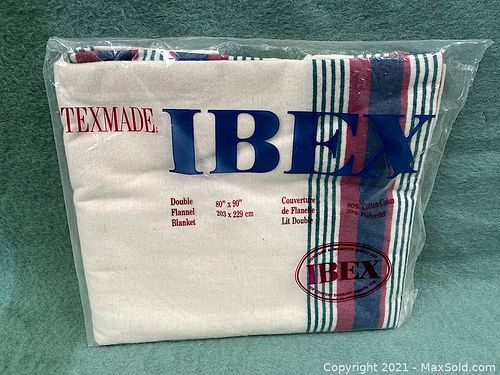 TEXMADE
IBEX
Double 80" x 90" Couverture 80% Cotton Coton
Flannel 203 x 229 cm de Flanelle 20% Polyester
Blanket Lit Double
IBEX
Copyright © 2021 - MaxSold.com